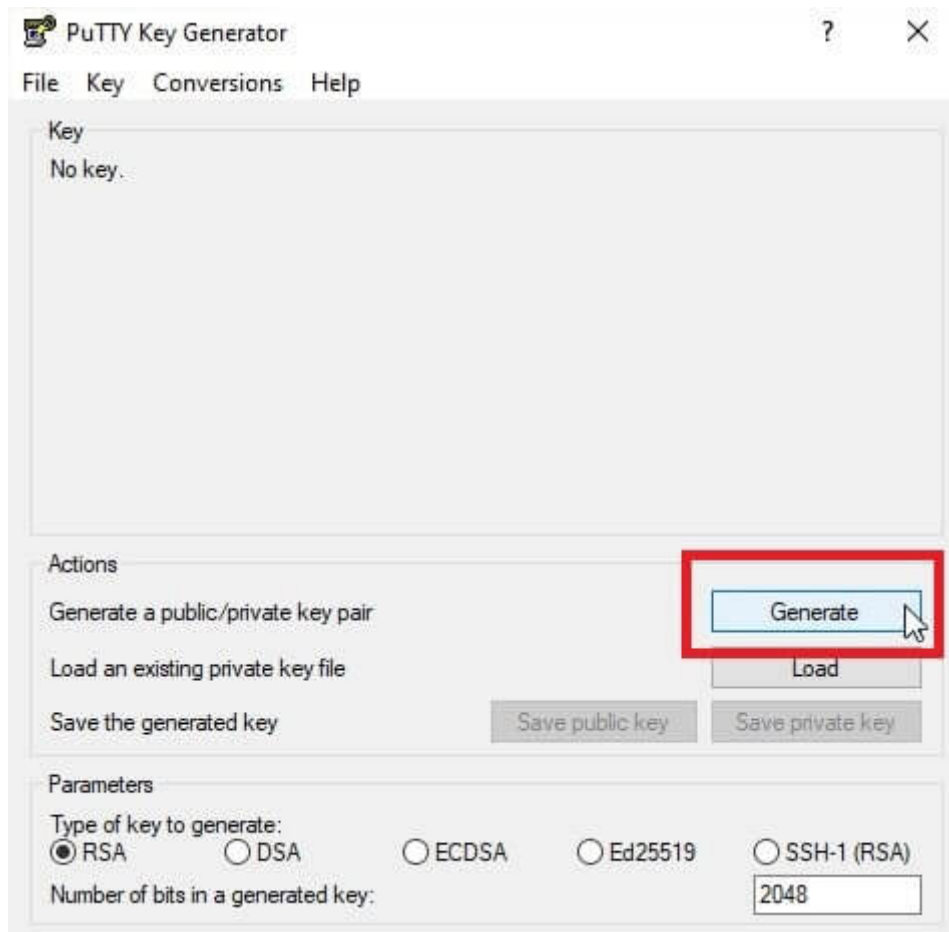 PuTTY Key Generator ?
File Key Conversions Help
Key
No key.
Actions
Generate a public/private key pair Generate
Load an existing private key file Load
Save the generated key Save public key Save private key
Parameters
Type of key to generate:
RSA DSA ECDSA Ed25519 SSH-1 (RSA)
Number of bits in a generated key: 2048